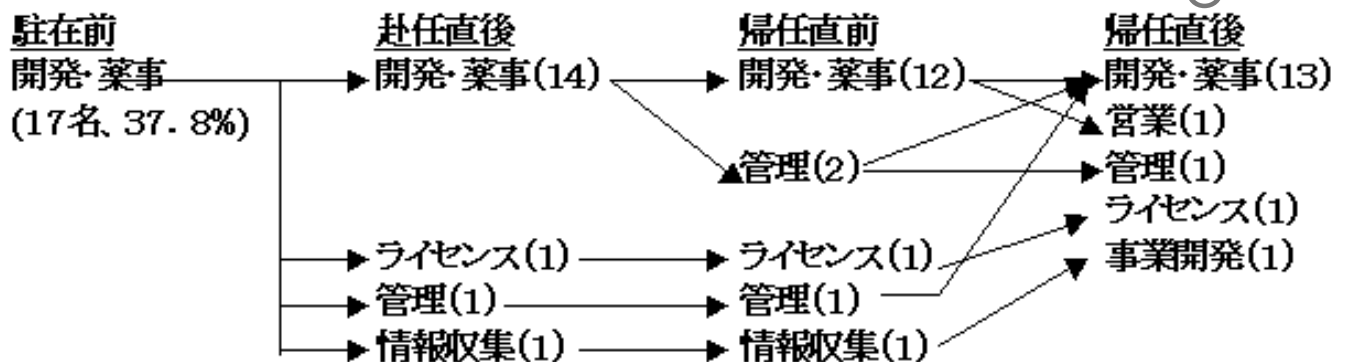 駐在前 赴任直後 帰任直前 帰任直後
開発・薬事 開発・薬事(14) 開発・薬事(12) 開発・薬事(13)
(17名、37.8%) 営業(1)
管理(2) 管理(1)
ライセンス(1)
ライセンス(1) ライセンス(1) 事業開発(1)
管理(1) 管理(1)
情報収集(1) 情報収集(1)